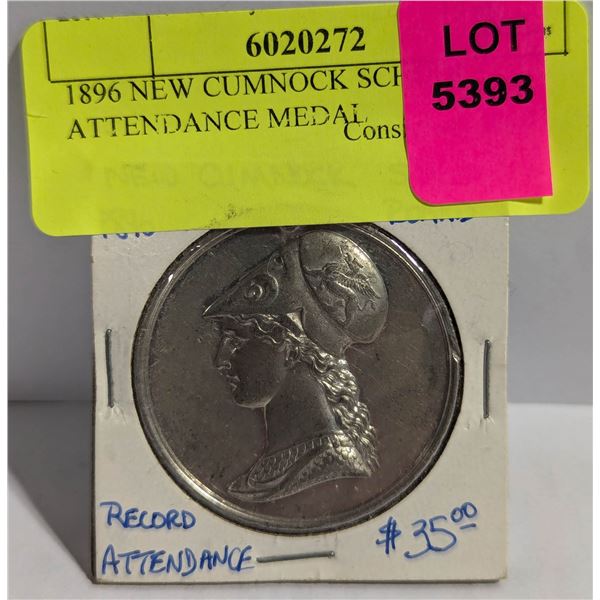 6020272
LOT
5393
1896 NEW CUMNOCK SCH
ATTENDANCE MEDAL
Cons
RECORD
ATTENDANCE
$35.00